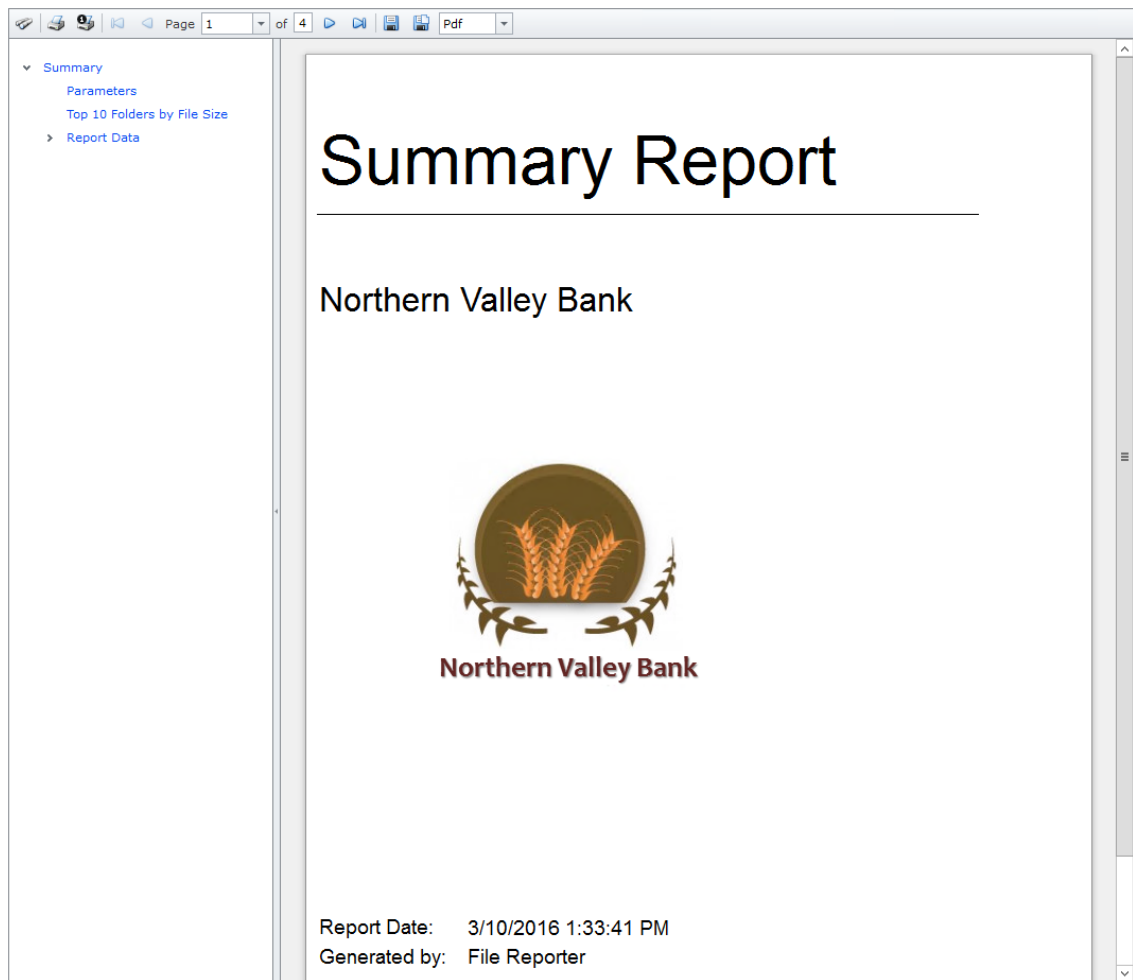 Page 1 of 4 Pdf
Summary
Parameters
Top 10 Folders by File Size
Report Data
Summary Report
Northern Valley Bank
Northern Valley Bank
Report Date: 3/10/2016 1:33:41 PM
Generated by: File Reporter